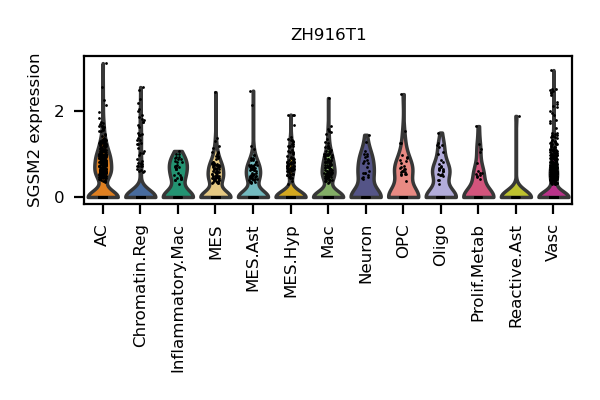 ZH916T1
SGSM2 expression
2
0
AC
Chromatin.Reg
Inflammatory.Mac
MES
MES.Ast
MES.Hyp
Mac
Neuron
OPC
Oligo
Prolif.Metab
Reactive.Ast
Vasc